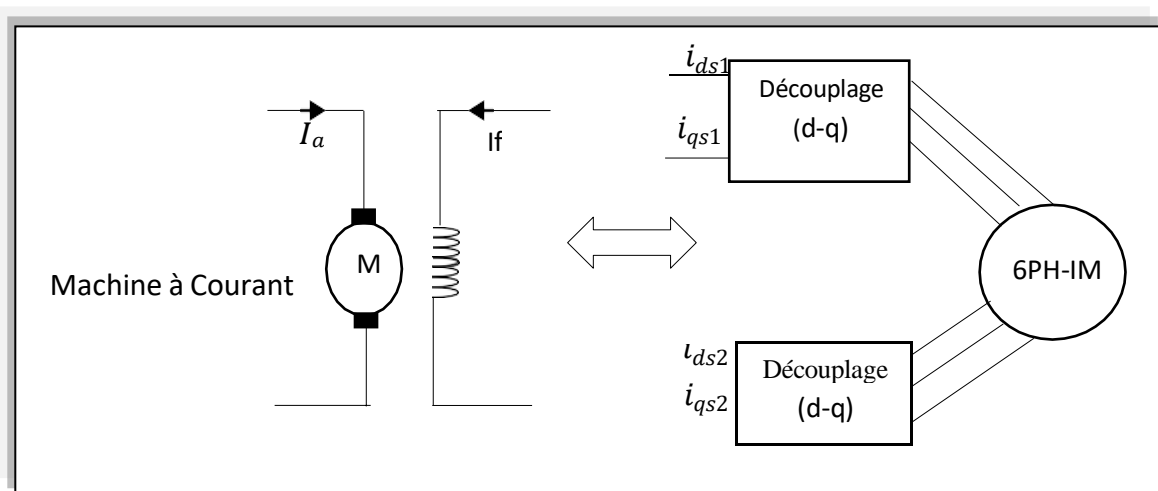 I_a
If
M
Machine à Courant
i_ds1
i_qs1
Découplage
(d-q)
6PH-IM
i_ds2
i_qs2
Découplage
(d-q)